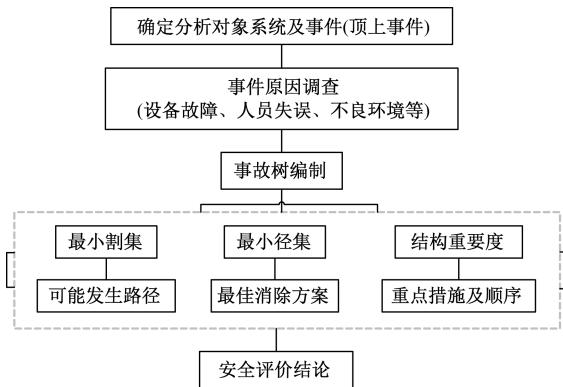 确定分析对象系统及事件(顶上事件)
事件原因调查
(设备故障、人员失误、不良环境等)
事故树编制
最小割集
最小径集
结构重要度
可能发生路径
最佳消除方案
重点措施及顺序
安全评价结论